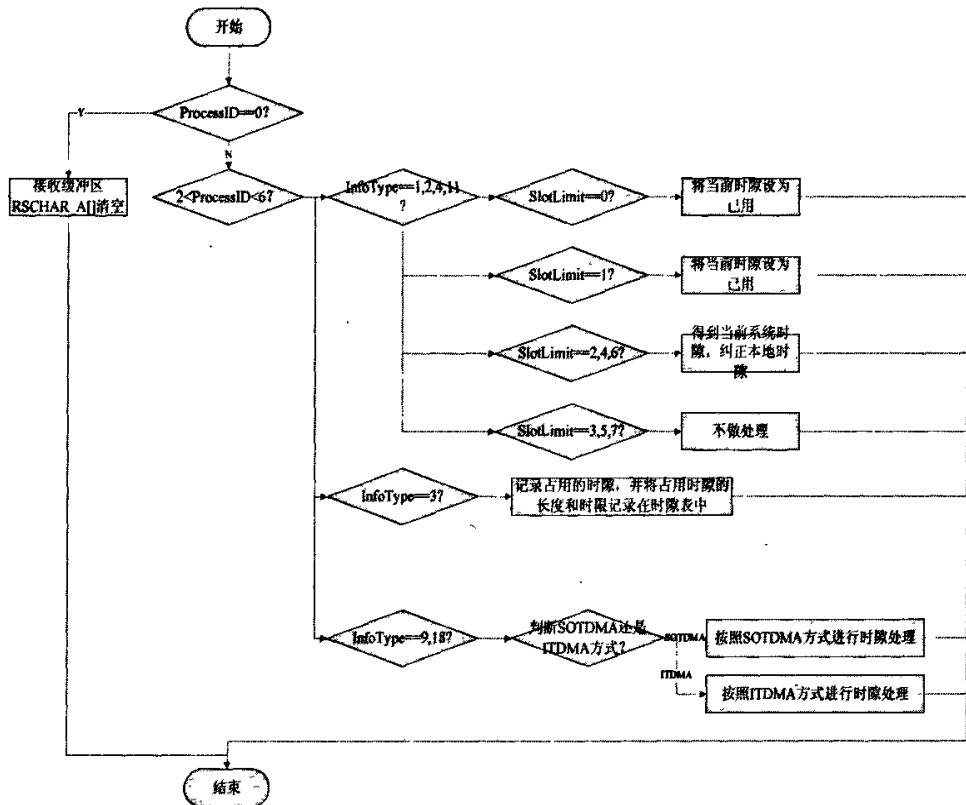 开始
ProcessID==0?
Y
N
接收缓冲区
RSCHAR_A[]清空
2<ProcessID<6?
InfoType==1,2,4,11
?
SlotLimit==0?
将当前时隙设为
已用
SlotLimit==1?
将当前时隙设为
已用
SlotLimit==2,4,6?
得到当前系统时
隙，纠正本地时
隙
SlotLimit==3,5,7?
不做处理
InfoType==3?
记录占用的时隙，并将占用时隙的
长度和时限记录在时隙表中
InfoType==9,18?
判断SOTDMA还是
ITDMA方式？
SOTDMA
按照SOTDMA方式进行时隙处理
ITDMA
按照ITDMA方式进行时隙处理
结束